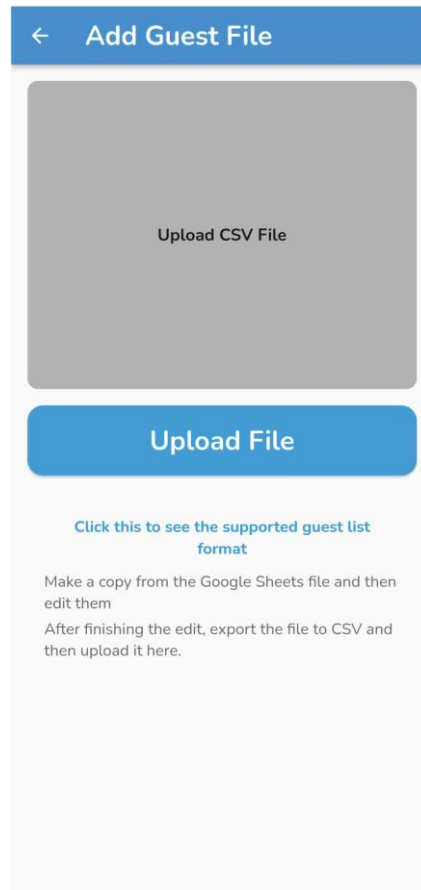 Add Guest File
Upload CSV File
Upload File
Click this to see the supported guest list
format
Make a copy from the Google Sheets file and then
edit them
After finishing the edit, export the file to CSV and
then upload it here.